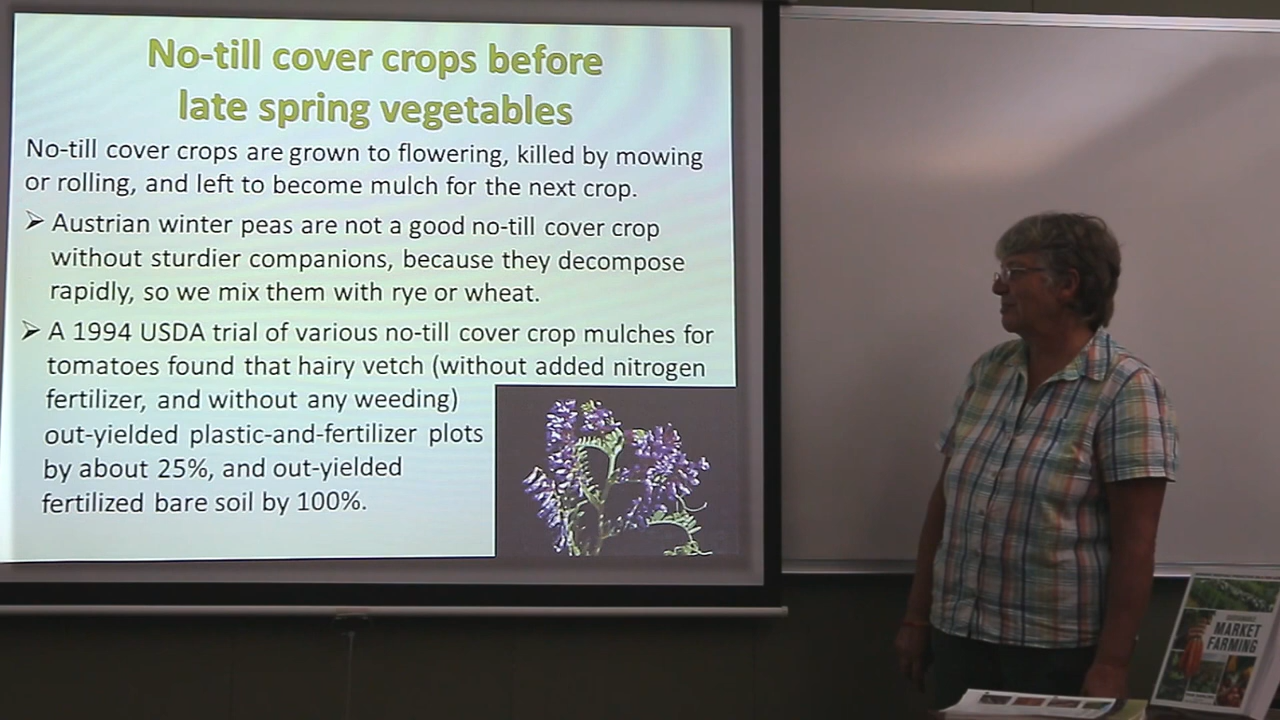 No-till cover crops before
late spring vegetables
No-till cover crops are grown to flowering, killed by mowing
or rolling, and left to become mulch for the next crop.
➢ Austrian winter peas are not a good no-till cover crop
without sturdier companions, because they decompose
rapidly, so we mix them with rye or wheat.
➢ A 1994 USDA trial of various no-till cover crop mulches for
tomatoes found that hairy vetch (without added nitrogen
fertilizer, and without any weeding)
out-yielded plastic-and-fertilizer plots
by about 25%, and out-yielded
fertilized bare soil by 100%.
MARKET
FARMING